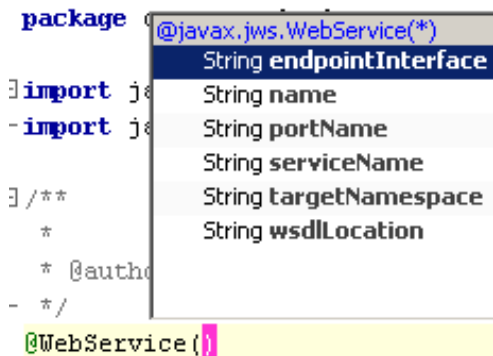 package
@javax.jws.WebService(*)
String endpointInterface
import
String name
import
String portName
String serviceName
/**
String targetNamespace
*
String wsdlLocation
* @autho
*/
@WebService()